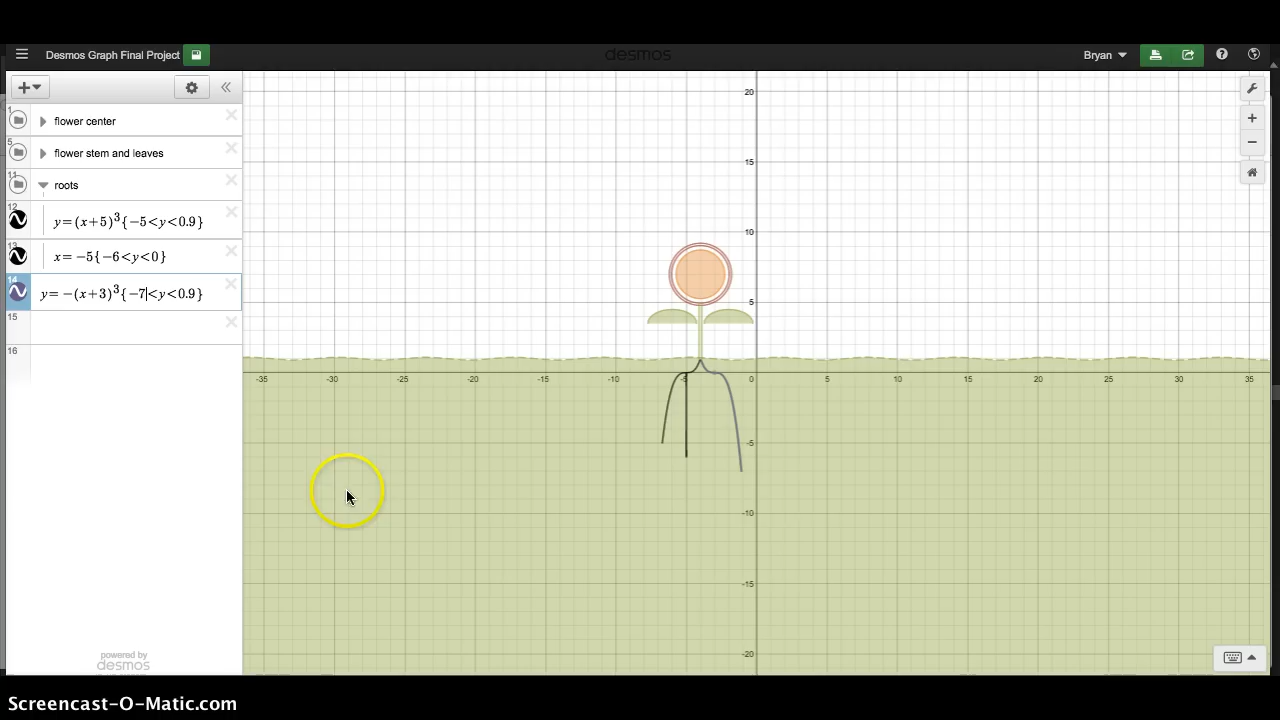 Desmos Graph Final Project
desmos
Bryan
1
flower center
5
flower stem and leaves
11
roots
12
y=(x+5)³{−5<y<0.9}
13
x=−5{−6<y<0}
14
y=−(x+3)³{−7<y<0.9}
15
16
20
15
10
5
-35
-30
-25
-20
-15
-10
-5
0
5
10
15
20
25
30
35
-5
-10
-15
-20
powered by
desmos
Screencast-O-Matic.com